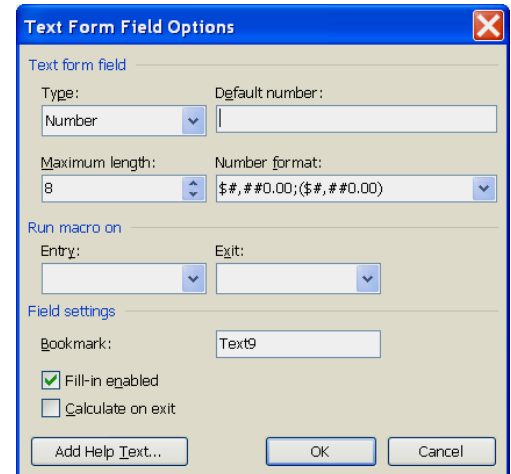 Text Form Field Options
Text form field
Type: Default number:
Number
Maximum length: Number format:
8 $#,##0.00;($#,##0.00)
Run macro on
Entry: Exit:
Field settings
Bookmark: Text9
Fill-in enabled
Calculate on exit
Add Help Text... OK Cancel